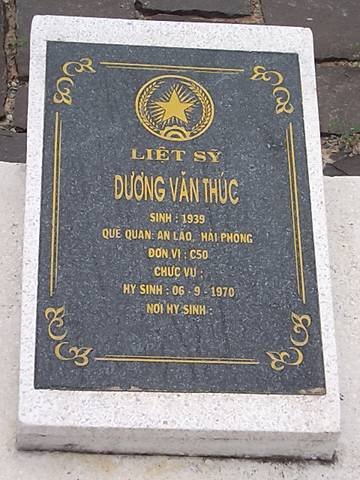 LIỆT SỸ
DƯƠNG VĂN THÚC
SINH : 1939
QUÊ QUÁN: AN LÃO, HẢI PHÒNG
ĐƠN VỊ : C50
CHỨC VỤ :
HY SINH : 06 - 9 - 1970
NƠI HY SINH :